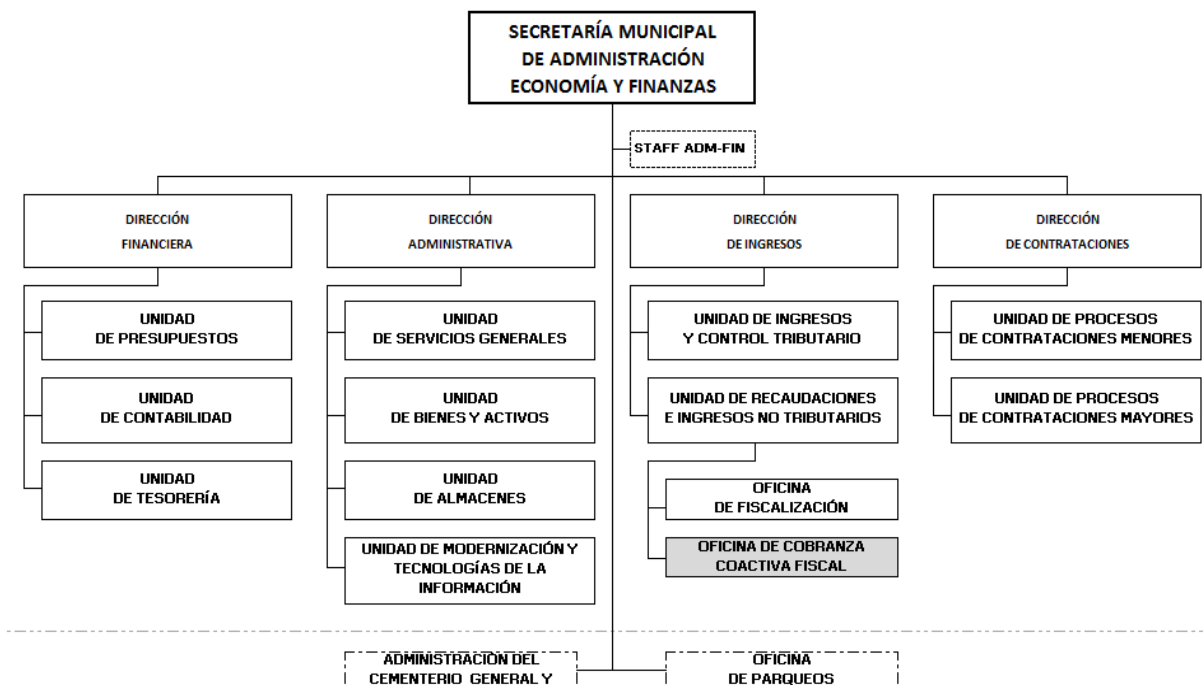 SECRETARÍA MUNICIPAL
DE ADMINISTRACIÓN
ECONOMÍA Y FINANZAS
STAFF ADM-FIN
DIRECCIÓN
FINANCIERA
DIRECCIÓN
ADMINISTRATIVA
DIRECCIÓN
DE INGRESOS
DIRECCIÓN
DE CONTRATACIONES
UNIDAD
DE PRESUPUESTOS
UNIDAD
DE SERVICIOS GENERALES
UNIDAD DE INGRESOS
Y CONTROL TRIBUTARIO
UNIDAD DE PROCESOS
DE CONTRATACIONES MENORES
UNIDAD
DE CONTABILIDAD
UNIDAD
DE BIENES Y ACTIVOS
UNIDAD DE RECAUDACIONES
E INGRESOS NO TRIBUTARIOS
UNIDAD DE PROCESOS
DE CONTRATACIONES MAYORES
UNIDAD
DE TESORERÍA
UNIDAD
DE ALMACENES
OFICINA
DE FISCALIZACIÓN
UNIDAD DE MODERNIZACIÓN Y
TECNOLOGÍAS DE LA
INFORMACIÓN
OFICINA DE COBRANZA
COACTIVA FISCAL
ADMINISTRACIÓN DEL
CEMENTERIO GENERAL Y
OFICINA
DE PARQUEOS